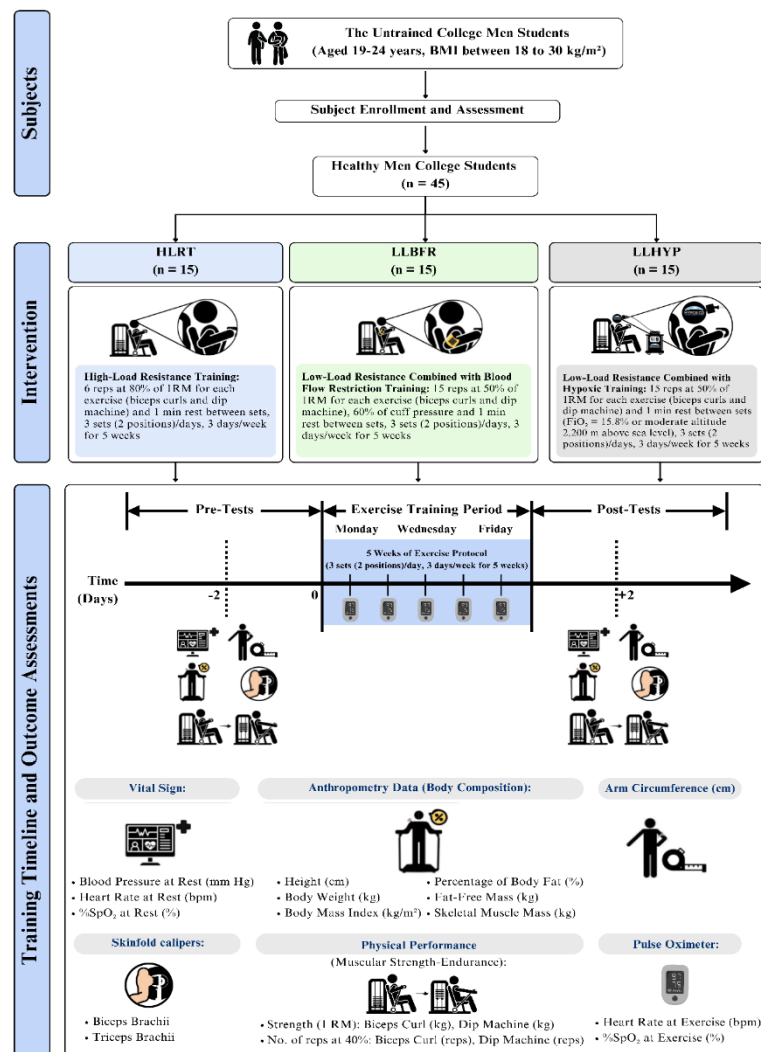 Subjects
The Untrained College Men Students
(Aged 19-24 years, BMI between 18 to 30 kg/m²)
Subject Enrollment and Assessment
Healthy Men College Students
(n = 45)
Intervention
HLRT
(n = 15)
High-Load Resistance Training:
6 reps at 80% of 1RM for each
exercise (biceps curls and dip
machine) and 1 min rest between sets,
3 sets (2 positions)/days, 3 days/week
for 5 weeks
LLBFR
(n = 15)
Low-Load Resistance Combined with Blood
Flow Restriction Training: 15 reps at 50% of
1RM for each exercise (biceps curls and dip
machine), 60% of cuff pressure and 1 min
rest between sets, 3 sets (2 positions)/days, 3
days/week for 5 weeks
LLHYP
(n = 15)
Low-Load Resistance Combined with
Hypoxic Training: 15 reps at 50% of
1RM for each exercise (biceps curls and
dip machine) and 1 min rest between sets
(FiO₂ = 15.8% or moderate altitude
2,200 m above sea level), 3 sets (2
positions)/days, 3 days/week for 5 weeks
Training Timeline and Outcome Assessments
Pre-Tests
Exercise Training Period
Post-Tests
Monday Wednesday Friday
5 Weeks of Exercise Protocol
(3 sets (2 positions)/day, 3 days/week for 5 weeks)
Time
(Days)
-2
0
+2
Vital Sign:
• Blood Pressure at Rest (mm Hg)
• Heart Rate at Rest (bpm)
• %SpO₂ at Rest (%)
Anthropometry Data (Body Composition):
• Height (cm)
• Body Weight (kg)
• Body Mass Index (kg/m²)
• Percentage of Body Fat (%)
• Fat-Free Mass (kg)
• Skeletal Muscle Mass (kg)
Arm Circumference (cm)
Skinfold calipers:
• Biceps Brachii
• Triceps Brachii
Physical Performance
(Muscular Strength-Endurance):
• Strength (1 RM): Biceps Curl (kg), Dip Machine (kg)
• No. of reps at 40%: Biceps Curl (reps), Dip Machine (reps)
Pulse Oximeter:
• Heart Rate at Exercise (bpm)
• %SpO₂ at Exercise (%)